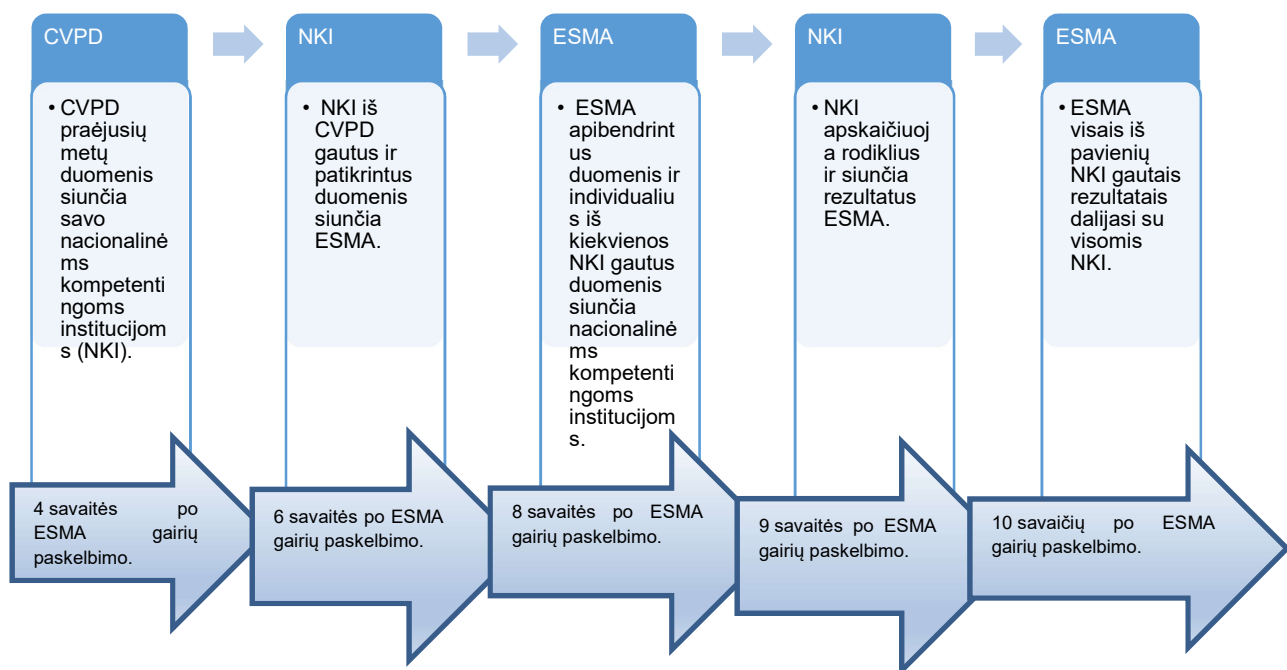 CVPD
• CVPD
praėjusių
metų
duomenis
siunčia
savo
nacionalinė
ms
kompetenti
ngoms
institucijom
s (NKI).
4 savaitės po
ESMA gairių
paskelbimo.
NKI
• NKI iš
CVPD
gautus ir
patikrintus
duomenis
siunčia
ESMA.
6 savaitės po ESMA
gairių paskelbimo.
ESMA
• ESMA
apibendrint
us
duomenis ir
individualiu
s iš
kiekvienos
NKI gautus
duomenis
siunčia
nacionalinė
ms
kompetenti
ngoms
institucijom
s.
8 savaitės po ESMA
gairių paskelbimo.
NKI
• NKI
apskaičiuoj
a rodiklius
ir siunčia
rezultatus
ESMA.
9 savaitės po ESMA
gairių paskelbimo.
ESMA
• ESMA
visais iš
pavienių
NKI gautais
rezultatais
dalijasi su
visomis
NKI.
10 savaičių po ESMA
gairių paskelbimo.